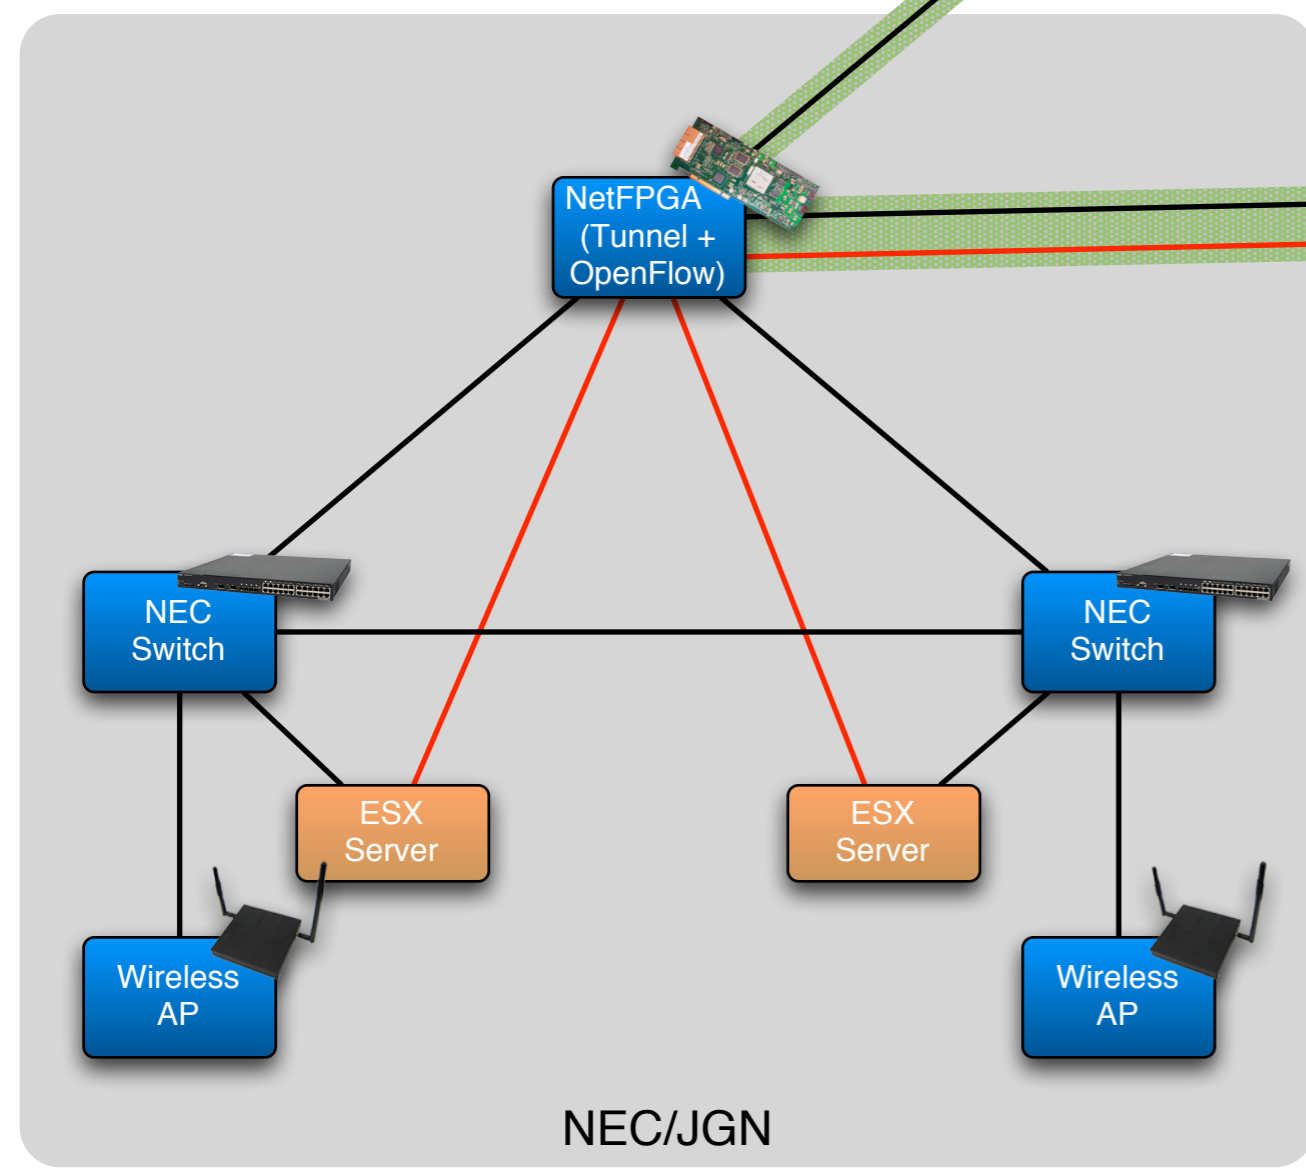 NetFPGA
(Tunnel +
OpenFlow)
NEC
Switch
NEC
Switch
ESX
Server
ESX
Server
Wireless
AP
Wireless
AP
NEC/JGN